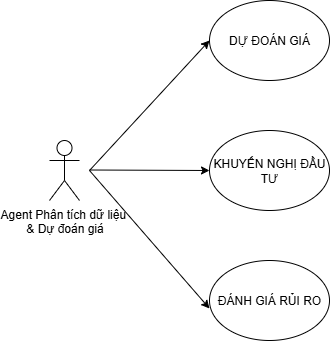 DỰ ĐOÁN GIÁ
KHUYẾN NGHỊ ĐẦU
TƯ
Agent Phân tích dữ liệu
& Dự đoán giá
ĐÁNH GIÁ RỦI RO